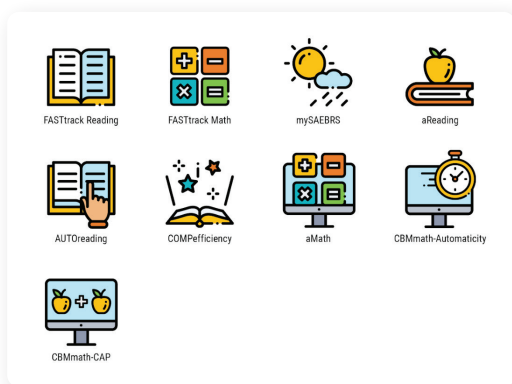 FASTtrack Reading
FASTtrack Math
mySAEBRS
aReading
AUTOreading
COMPefficiency
aMath
CBMmath-Automaticity
CBMmath-CAP